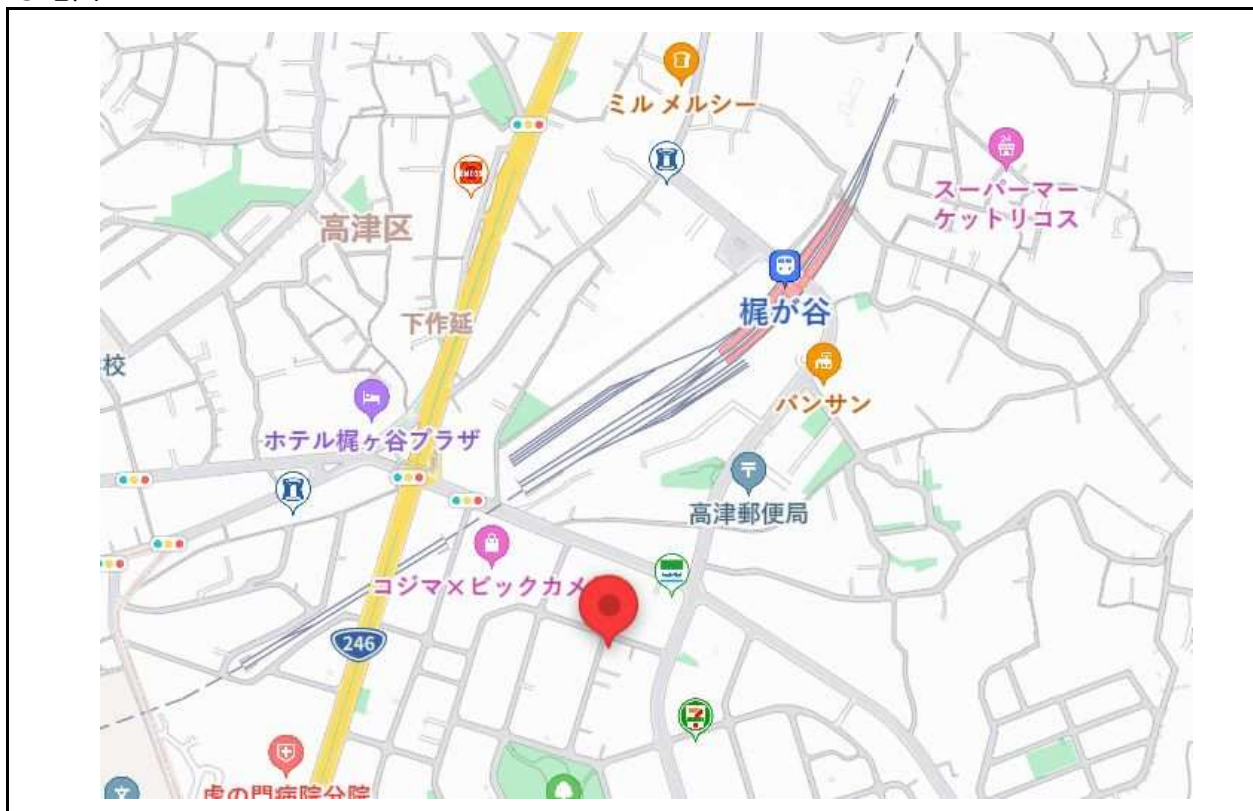 ミル メルシー
スーパーマー
ケットリコス
高津区
梶が谷
下作延
校
バンサン
ホテル梶ヶ谷プラザ
高津郵便局
コジマ×ビックカメ
246
虎の門病院分院
文